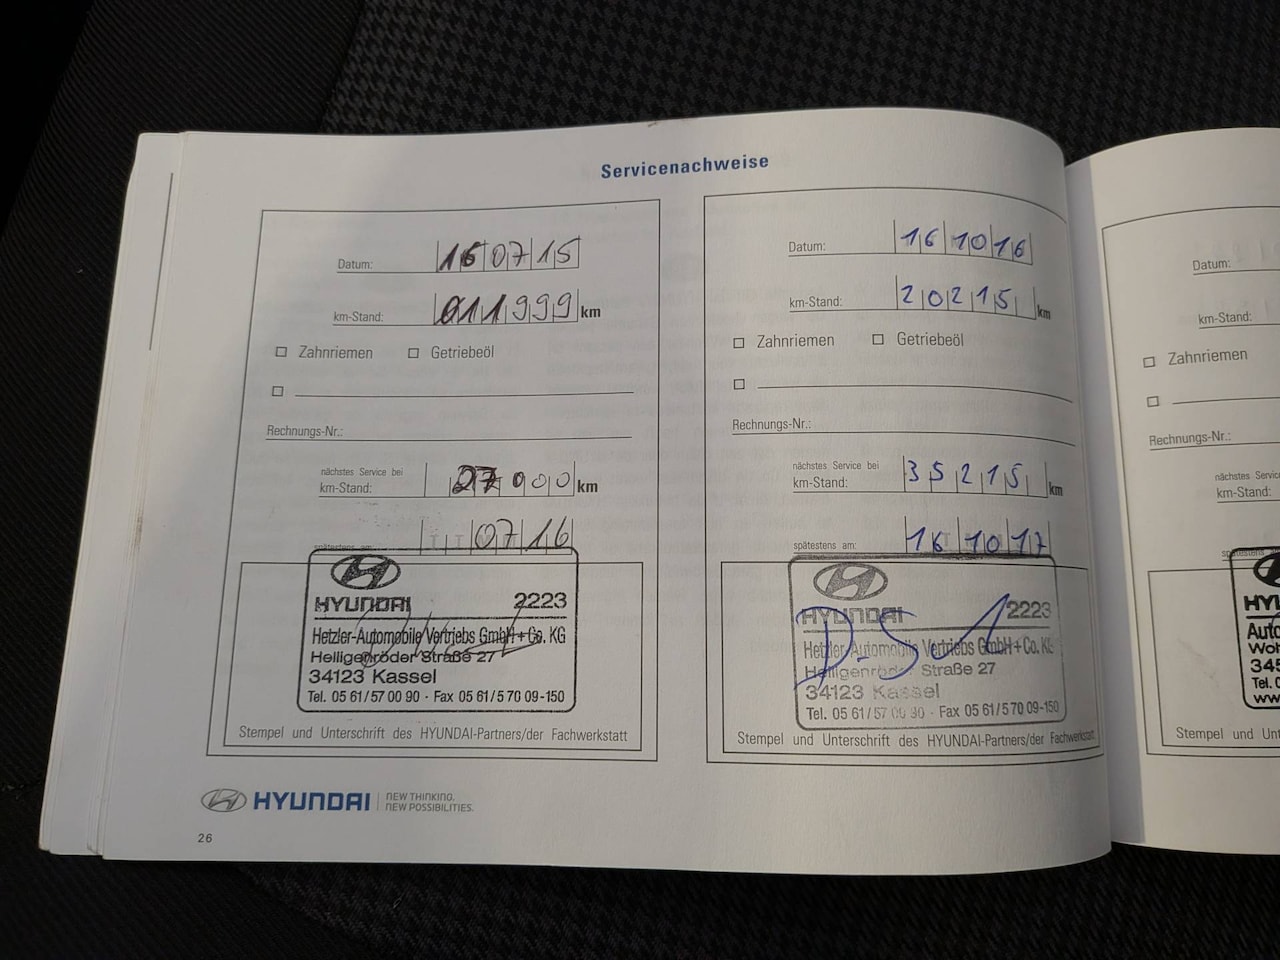 Servicenachweise
Datum: 16 07 15
km-Stand: 011999 km
Zahnriemen Getriebeöl
Rechnungs-Nr.:
nächstes Service bei
km-Stand: 27000 km
spätestens am: 07 16
HYUNDAI 2223
Hetzler-Automobile Vertriebs GmbH+Co. KG
Heiligenröder Straße 27
34123 Kassel
Tel. 05 61/57 00 90 · Fax 05 61/5 70 09-150
Stempel und Unterschrift des HYUNDAI-Partners/der Fachwerkstatt
HYUNDAI NEW THINKING.
NEW POSSIBILITIES.
26
Datum: 16 10 16
km-Stand: 20215 km
Zahnriemen Getriebeöl
Rechnungs-Nr.:
nächstes Service bei
km-Stand: 35215 km
spätestens am: 16 10 17
HYUNDAI 2223
Hetzler-Automobile Vertriebs GmbH+Co. KG
Heiligenröder Straße 27
34123 Kassel
Tel. 05 61/57 00 90 · Fax 05 61/5 70 09-150
Stempel und Unterschrift des HYUNDAI-Partners/der Fachwerkstatt
Datum:
km-Stand:
Zahnriemen
Rechnungs-Nr.:
nächstes Service
km-Stand:
Stempel und